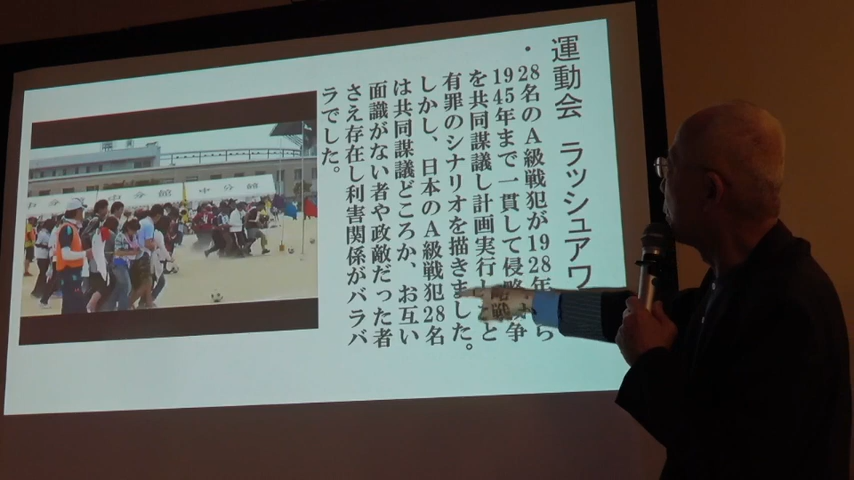 運動会 ラッシュアワ
・28名のA級戦犯が1928年から
1945年まで一貫して侵略戦争
を共同謀議し計画実行したと
有罪のシナリオを描きました。
しかし、日本のA級戦犯28名
は共同謀議どころか、お互い
面識がない者や政敵だった者
さえ存在し利害関係がバラバ
ラでした。
中分館